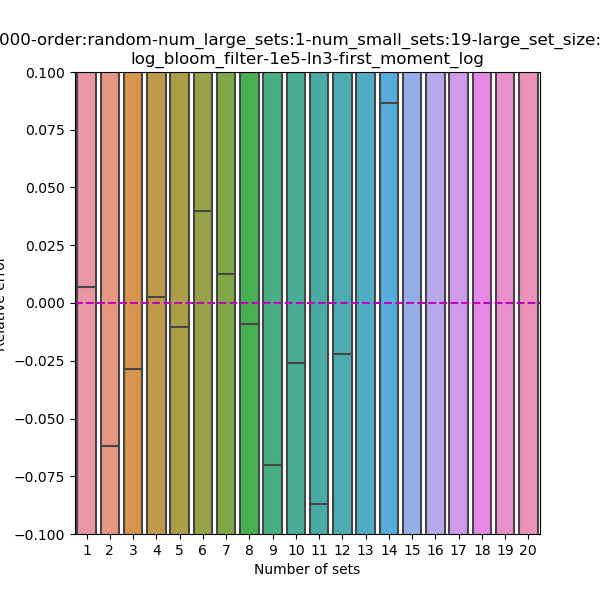 000-order:random-num_large_sets:1-num_small_sets:19-large_set_size:
log_bloom_filter-1e5-ln3-first_moment_log
0.100
0.075
0.050
0.025
0.000
−0.025
−0.050
−0.075
−0.100
Relative error
1 2 3 4 5 6 7 8 9 10 11 12 13 14 15 16 17 18 19 20
Number of sets